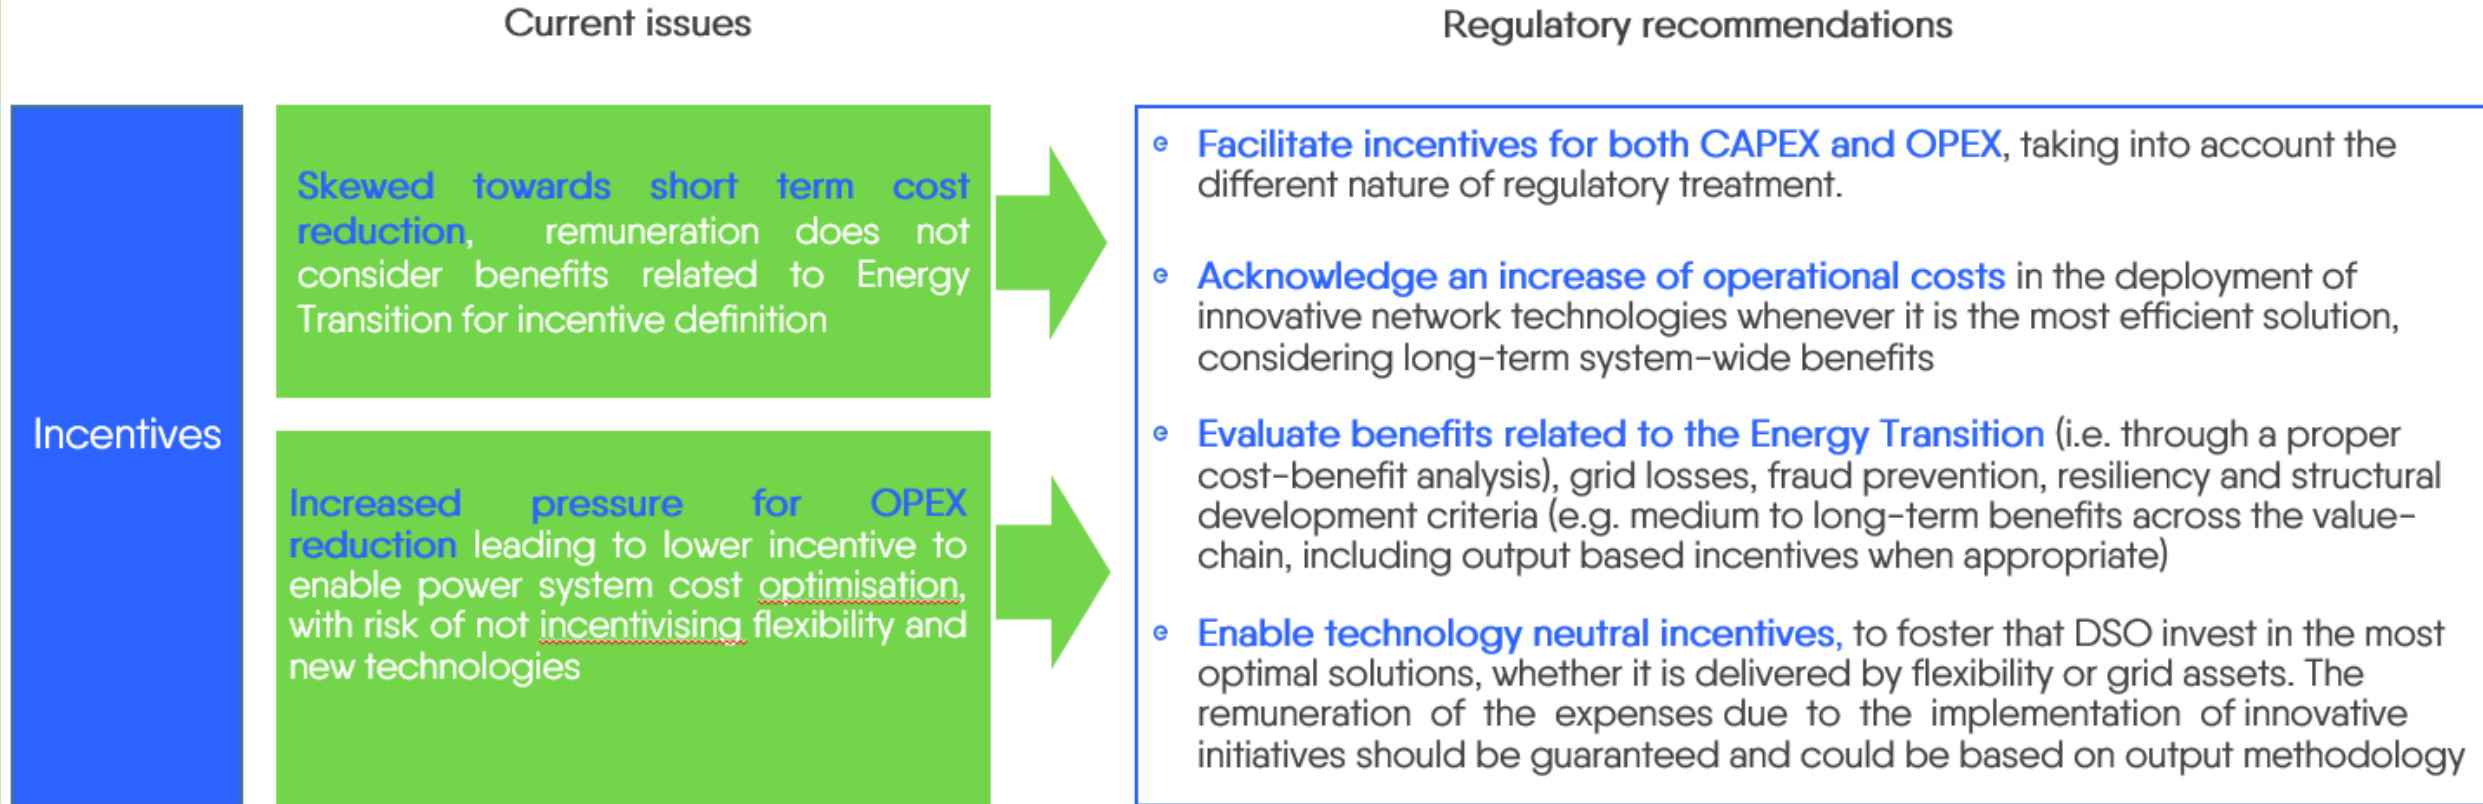 Current issues
Regulatory recommendations
Incentives
Skewed towards short term cost
reduction, remuneration does not
consider benefits related to Energy
Transition for incentive definition
Increased pressure for OPEX
reduction leading to lower incentive to
enable power system cost optimisation,
with risk of not incentivising flexibility and
new technologies
Facilitate incentives for both CAPEX and OPEX, taking into account the
different nature of regulatory treatment.
Acknowledge an increase of operational costs in the deployment of
innovative network technologies whenever it is the most efficient solution,
considering long-term system-wide benefits
Evaluate benefits related to the Energy Transition (i.e. through a proper
cost-benefit analysis), grid losses, fraud prevention, resiliency and structural
development criteria (e.g. medium to long-term benefits across the value-
chain, including output based incentives when appropriate)
Enable technology neutral incentives, to foster that DSO invest in the most
optimal solutions, whether it is delivered by flexibility or grid assets. The
remuneration of the expenses due to the implementation of innovative
initiatives should be guaranteed and could be based on output methodology